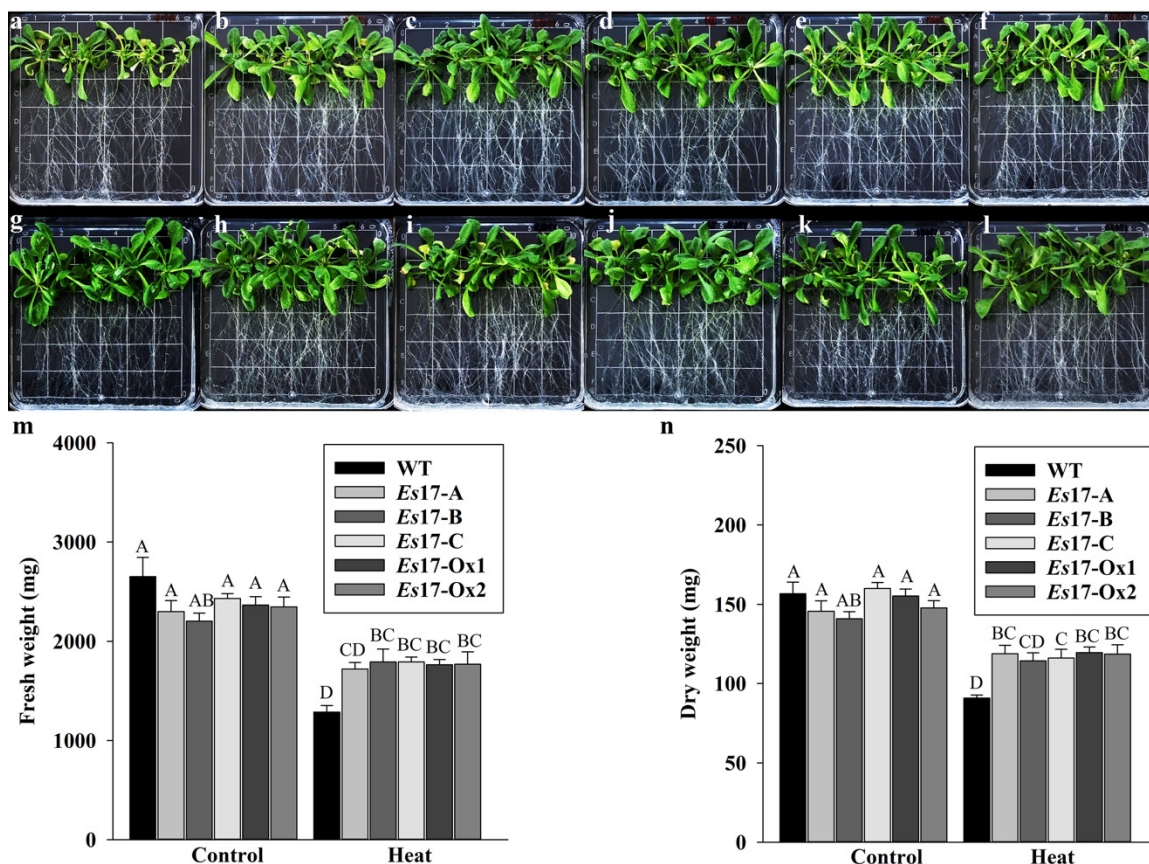 a b c d e f
g h i j k l
m n
4000
3000
2000
1000
0
Fresh weight (mg)
WT
Es17-A
Es17-B
Es17-C
Es17-Ox1
Es17-Ox2
A A AB A A A
D CD BC BC BC BC
Control Heat
250
200
150
100
50
0
Dry weight (mg)
WT
Es17-A
Es17-B
Es17-C
Es17-Ox1
Es17-Ox2
A A AB A A A
D BC CD C BC BC
Control Heat